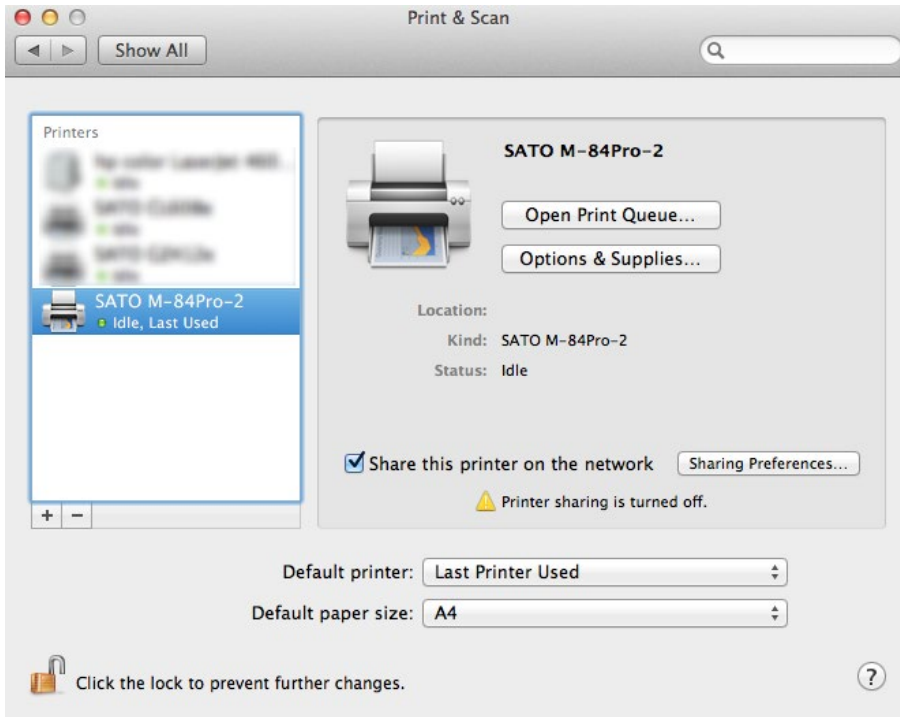 Print & Scan
Show All
Printers
SATO M-84Pro-2
Idle, Last Used
SATO M-84Pro-2
Open Print Queue...
Options & Supplies...
Location:
Kind: SATO M-84Pro-2
Status: Idle
Share this printer on the network Sharing Preferences...
Printer sharing is turned off.
Default printer: Last Printer Used
Default paper size: A4
Click the lock to prevent further changes.
?